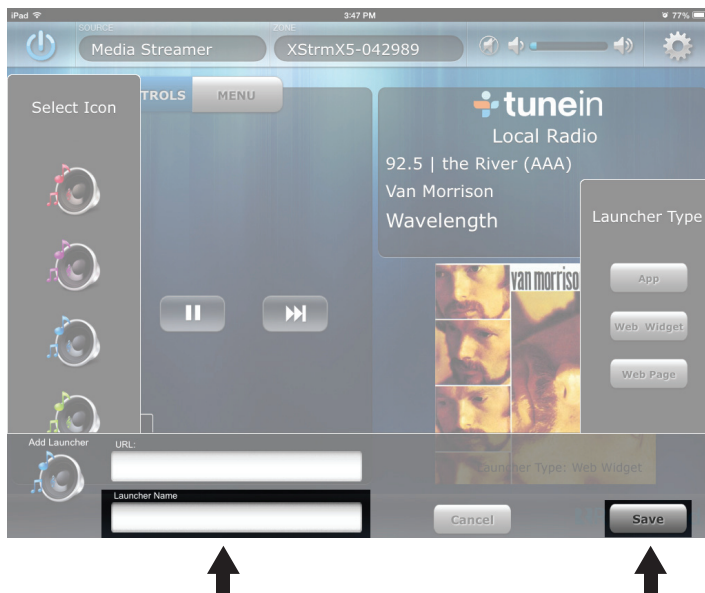 iPad 3:47 PM 77%
SOURCE ZONE
Media Streamer XStrmX5-042989
Select Icon
TROLS MENU
tunein
Local Radio
92.5 | the River (AAA)
Van Morrison
Wavelength
Launcher Type
van morriso
App
Web Widget
Web Page
Add Launcher
URL:
Launcher Type: Web Widget
Launcher Name
Cancel Save